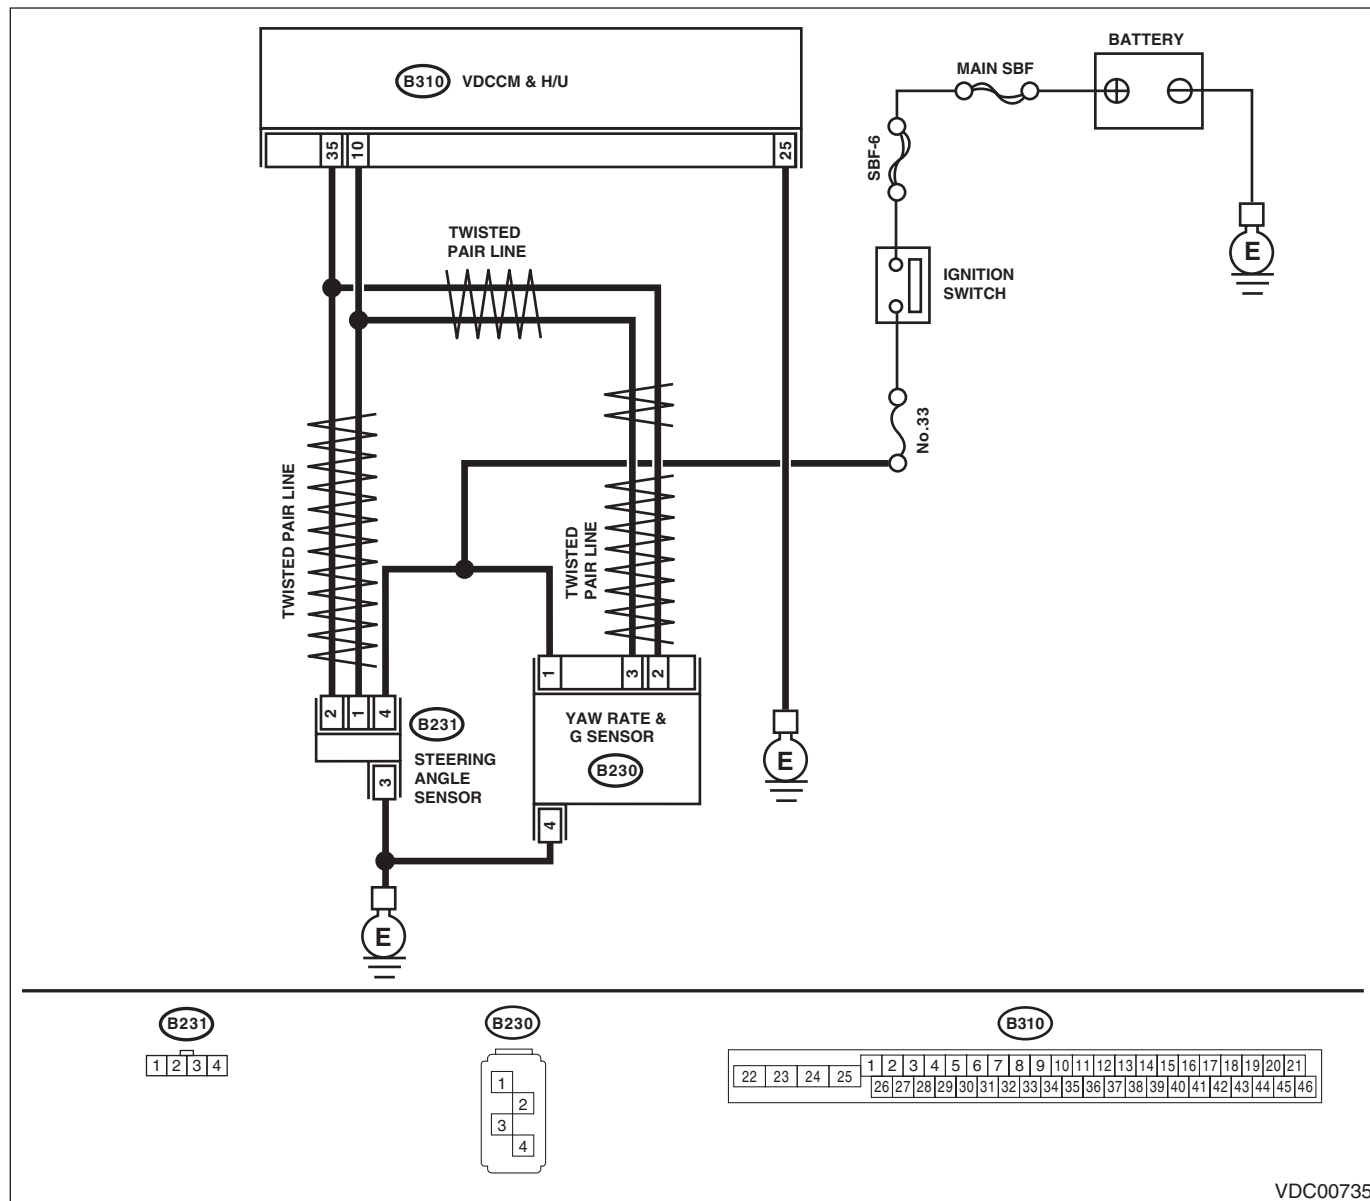 BATTERY
MAIN SBF
B310 VDCCM & H/U
35 10 25
SBF-6
TWISTED
PAIR LINE
E
IGNITION
SWITCH
No.33
TWISTED PAIR LINE
TWISTED
PAIR LINE
1 3 2
2 1 4
B231
YAW RATE &
G SENSOR
B230
STEERING
ANGLE
SENSOR
3
E
4
E
B231
1 2 3 4
B230
1
2
3
4
B310
22 23 24 25
1 2 3 4 5 6 7 8 9 10 11 12 13 14 15 16 17 18 19 20 21
26 27 28 29 30 31 32 33 34 35 36 37 38 39 40 41 42 43 44 45 46
VDC00735